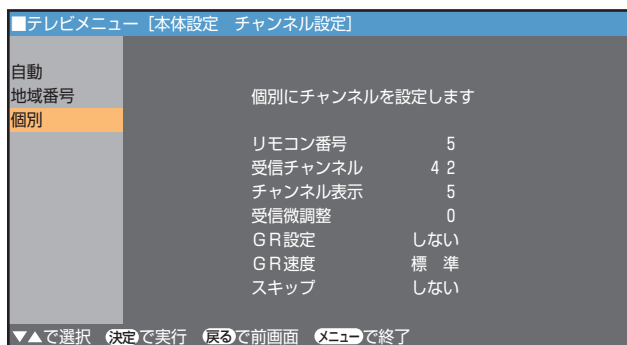 ■テレビメニュー［本体設定　チャンネル設定］
自動
地域番号
個別
個別にチャンネルを設定します
リモコン番号　5
受信チャンネル　４２
チャンネル表示　5
受信微調整　0
ＧＲ設定　しない
ＧＲ速度　標　準
スキップ　しない
▼▲で選択　決定で実行　戻るで前画面　メニューで終了